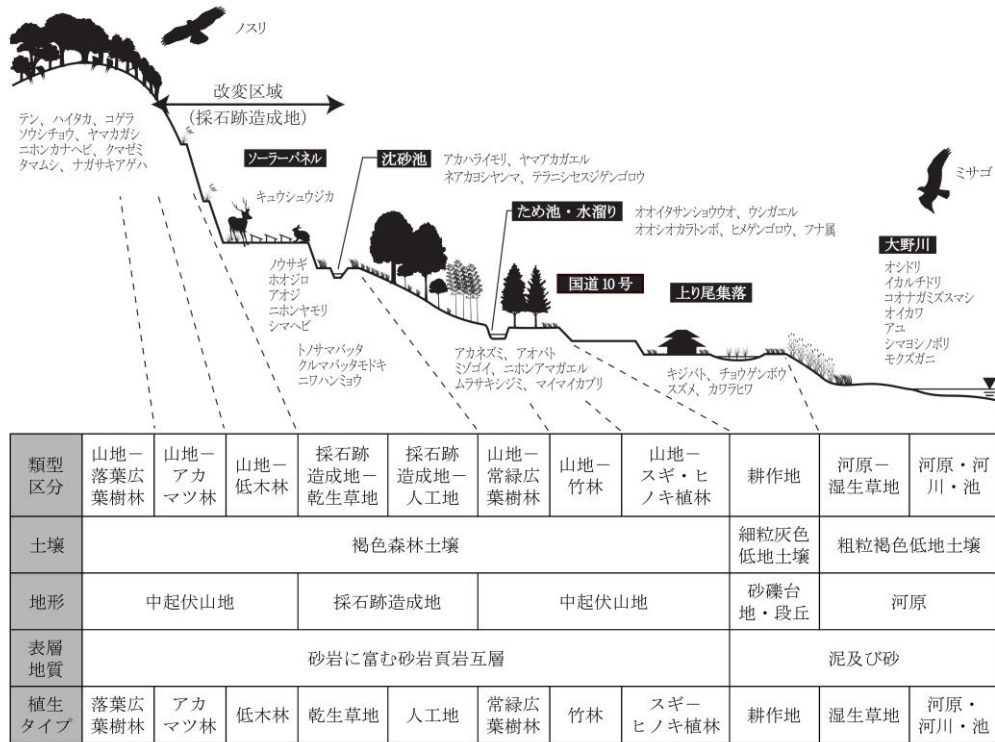 ノスリ
改変区域
(採石跡造成地)
テン、ハイタカ、コゲラ
ソウシチョウ、ヤマカガシ
ニホンカナヘビ、クマゼミ
タマムシ、ナガサキアゲハ
ソーラーパネル
キュウシュウジカ
沈砂池
アカハライモリ、ヤマアカガエル
ネアカヨシヤンマ、テラニシセスジゲンゴロウ
ミサゴ
ため池・水溜り
オオイタサンショウウオ、ウシガエル
オオシオカラトンボ、ヒメゲンゴロウ、フナ属
大野川
オシドリ
イカルチドリ
コオナガミズスマシ
オイカワ
アユ
シマヨシノボリ
モクズガニ
ノウサギ
ホオジロ
アオジ
ニホンヤモリ
シマヘビ
国道10号
上り尾集落
トノサマバッタ
クルマバッタモドキ
ニワハンミョウ
アカネズミ、アオバト
ミゾゴイ、ニホンアマガエル
ムラサキシジミ、マイマイカブリ
キジバト、チョウゲンボウ
スズメ、カワラヒワ
類型
区分
山地−
落葉広
葉樹林
山地−
アカ
マツ林
山地−
低木林
採石跡
造成地−
乾生草地
採石跡
造成地−
人工地
山地−
常緑広
葉樹林
山地−
竹林
山地−
スギ・ヒ
ノキ植林
耕作地
河原−
湿生草地
河原・河
川・池
土壌
褐色森林土壌
細粒灰色
低地土壌
粗粒褐色低地土壌
地形
中起伏山地
採石跡造成地
中起伏山地
砂礫台
地・段丘
河原
表層
地質
砂岩に富む砂岩頁岩互層
泥及び砂
植生
タイプ
落葉広
葉樹林
アカ
マツ林
低木林
乾生草地
人工地
常緑広
葉樹林
竹林
スギ−
ヒノキ植林
耕作地
湿生草地
河原・
河川・池